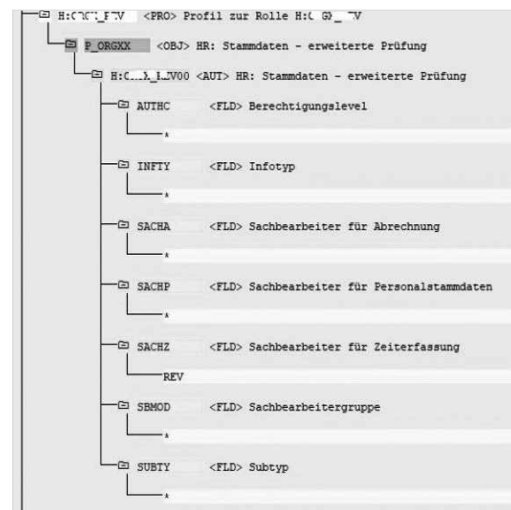 <PRO> Profil zur Rolle
P_ORGXX <OBJ> HR: Stammdaten - erweiterte Prüfung
<AUT> HR: Stammdaten - erweiterte Prüfung
AUTHC <FLD> Berechtigungslevel
*
INFTY <FLD> Infotyp
*
SACHA <FLD> Sachbearbeiter für Abrechnung
*
SACHP <FLD> Sachbearbeiter für Personalstammdaten
*
SACHZ <FLD> Sachbearbeiter für Zeiterfassung
REV
SBMOD <FLD> Sachbearbeitergruppe
*
SUBTY <FLD> Subtyp
*